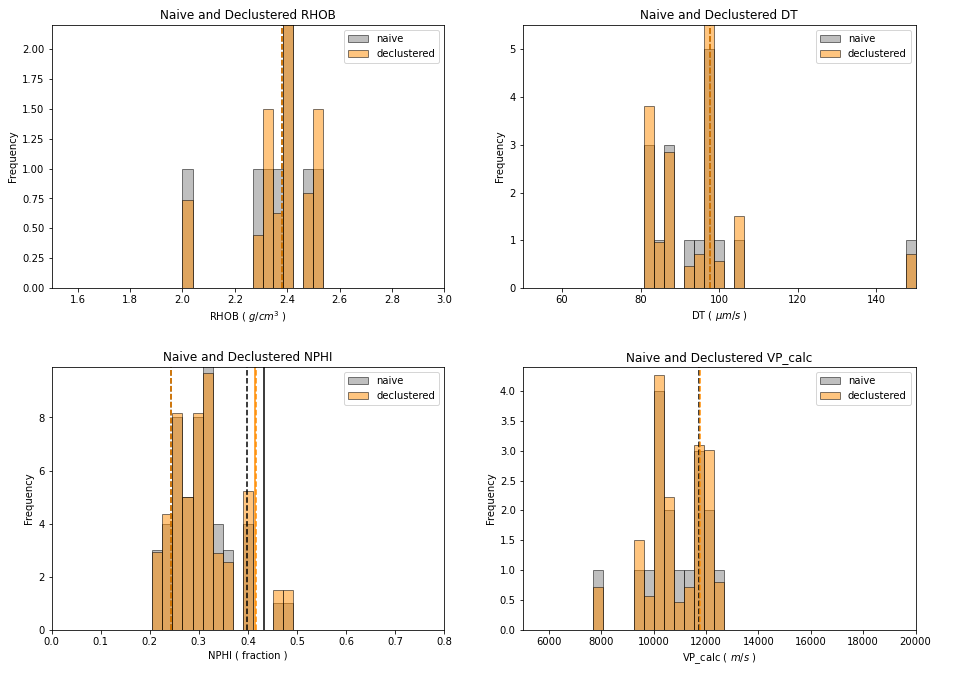 Naive and Declustered RHOB
naive
declustered
Frequency
2.00
1.75
1.50
1.25
1.00
0.75
0.50
0.25
0.00
1.6 1.8 2.0 2.2 2.4 2.6 2.8 3.0
RHOB ( g/cm³ )
Naive and Declustered DT
naive
declustered
Frequency
5
4
3
2
1
0
60 80 100 120 140
DT ( μm/s )
Naive and Declustered NPHI
naive
declustered
Frequency
8
6
4
2
0
0.0 0.1 0.2 0.3 0.4 0.5 0.6 0.7 0.8
NPHI ( fraction )
Naive and Declustered VP_calc
naive
declustered
Frequency
4.0
3.5
3.0
2.5
2.0
1.5
1.0
0.5
0.0
6000 8000 10000 12000 14000 16000 18000 20000
VP_calc ( m/s )